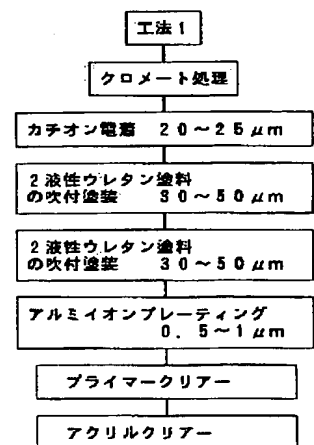 工法1
クロメート処理
カチオン電着 20~25μm
2液性ウレタン塗料
の吹付塗装 30~50μm
2液性ウレタン塗料
の吹付塗装 30~50μm
アルミイオンプレーティング
0.5~1μm
プライマークリアー
アクリルクリアー